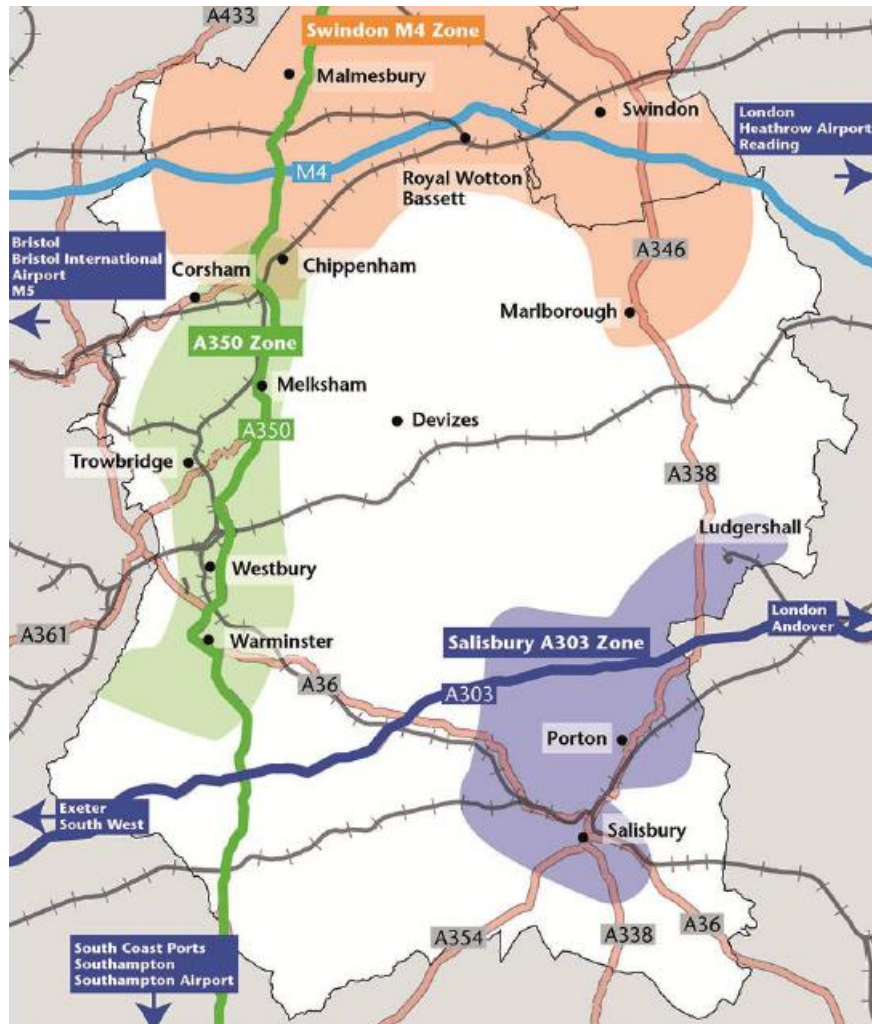 A433
Swindon M4 Zone
Malmesbury
Swindon
London
Heathrow Airport
Reading
M4
Royal Wotton
Bassett
Bristol
Bristol International
Airport
M5
Corsham
Chippenham
A346
Marlborough
A350 Zone
Melksham
Devizes
A350
Trowbridge
A338
Ludgershall
Westbury
A361
Warminster
Salisbury A303 Zone
London
Andover
A36
A303
Porton
Exeter
South West
Salisbury
A354
A338
A36
South Coast Ports
Southampton
Southampton Airport